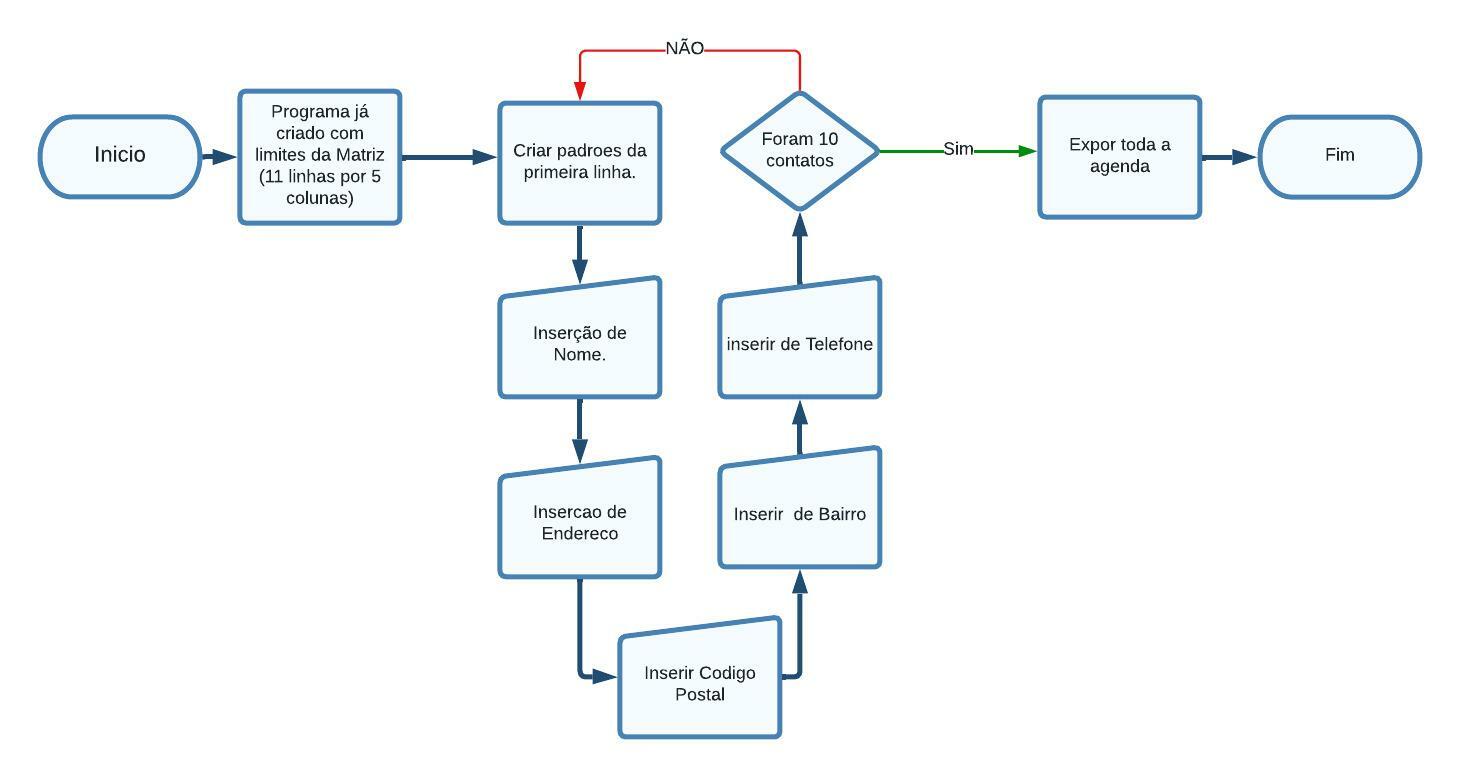 Inicio
Programa já
criado com
limites da Matriz
(11 linhas por 5
colunas)
Criar padroes da
primeira linha.
Inserção de
Nome.
Insercao de
Endereco
Inserir Codigo
Postal
Inserir  de Bairro
inserir de Telefone
Foram 10
contatos
NÃO
Sim
Expor toda a
agenda
Fim